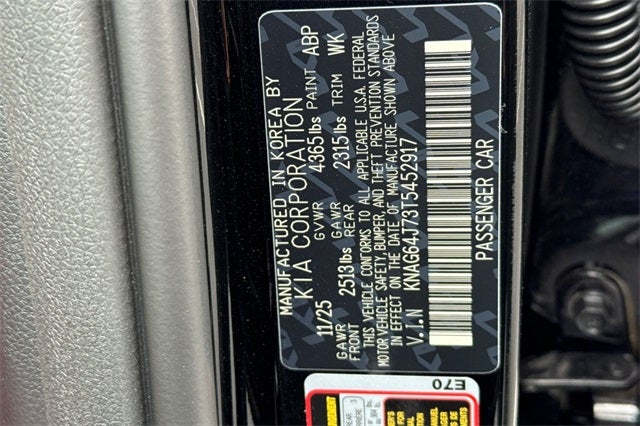 MANUFACTURED IN KOREA BY
KIA CORPORATION
11/25 GVWR 4365lbs PAINT ABP
GAWR FRONT 2513lbs GAWR REAR 2315lbs TRIM WK
THIS VEHICLE CONFORMS TO ALL APPLICABLE U.S.A. FEDERAL
MOTOR VEHICLE SAFETY, BUMPER, AND THEFT PREVENTION STANDARDS
IN EFFECT ON THE DATE OF MANUFACTURE SHOWN ABOVE
V.I.N KNAG64J73T5452917
PASSENGER CAR
E70